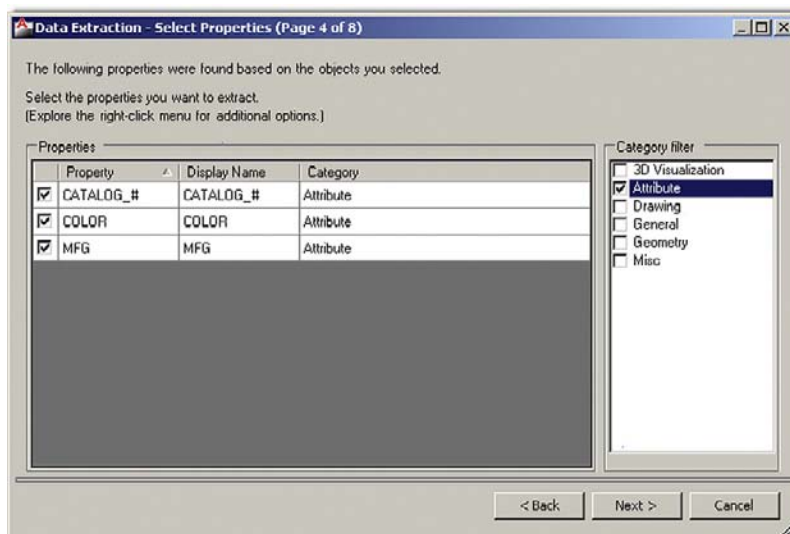 Data Extraction - Select Properties (Page 4 of 8)
The following properties were found based on the objects you selected.
Select the properties you want to extract.
(Explore the right-click menu for additional options.)
Properties
Property Display Name Category
CATALOG_# CATALOG_# Attribute
COLOR COLOR Attribute
MFG MFG Attribute
Category filter
3D Visualization
Attribute
Drawing
General
Geometry
Misc
< Back Next > Cancel